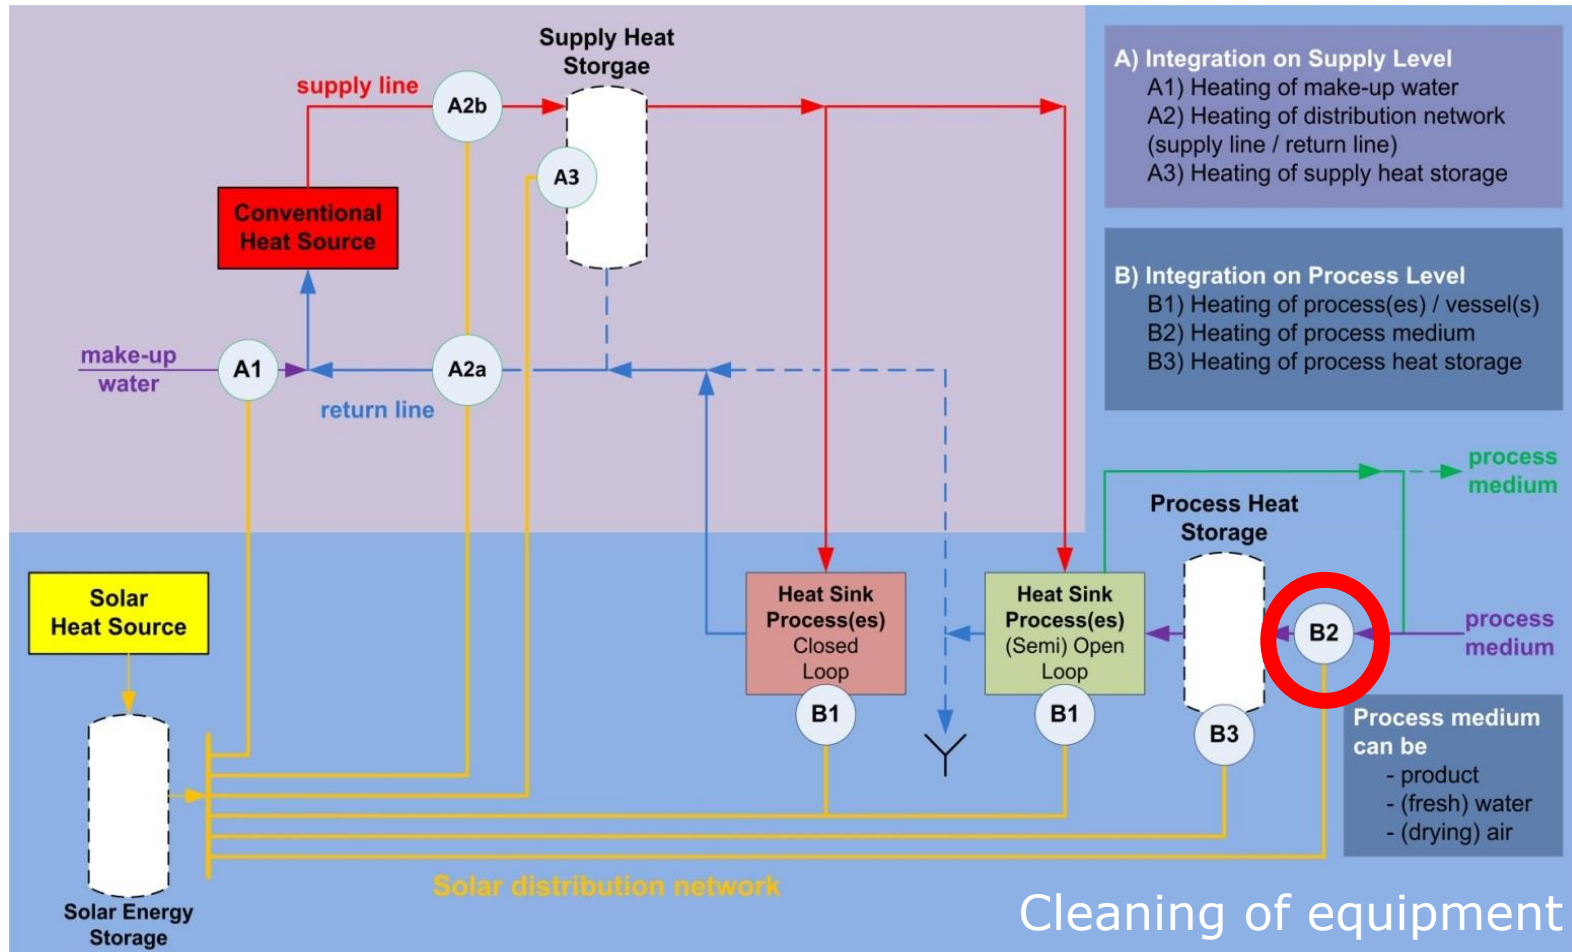 Supply Heat
Storgae
supply line
A2b
A3
Conventional
Heat Source
make-up
water
A1
A2a
return line
A) Integration on Supply Level
A1) Heating of make-up water
A2) Heating of distribution network
(supply line / return line)
A3) Heating of supply heat storage
B) Integration on Process Level
B1) Heating of process(es) / vessel(s)
B2) Heating of process medium
B3) Heating of process heat storage
process
medium
Process Heat
Storage
Solar
Heat Source
Heat Sink
Process(es)
Closed
Loop
B1
Heat Sink
Process(es)
(Semi) Open
Loop
B1
B3
B2
process
medium
Process medium
can be
- product
- (fresh) water
- (drying) air
Solar distribution network
Solar Energy
Storage
Cleaning of equipment